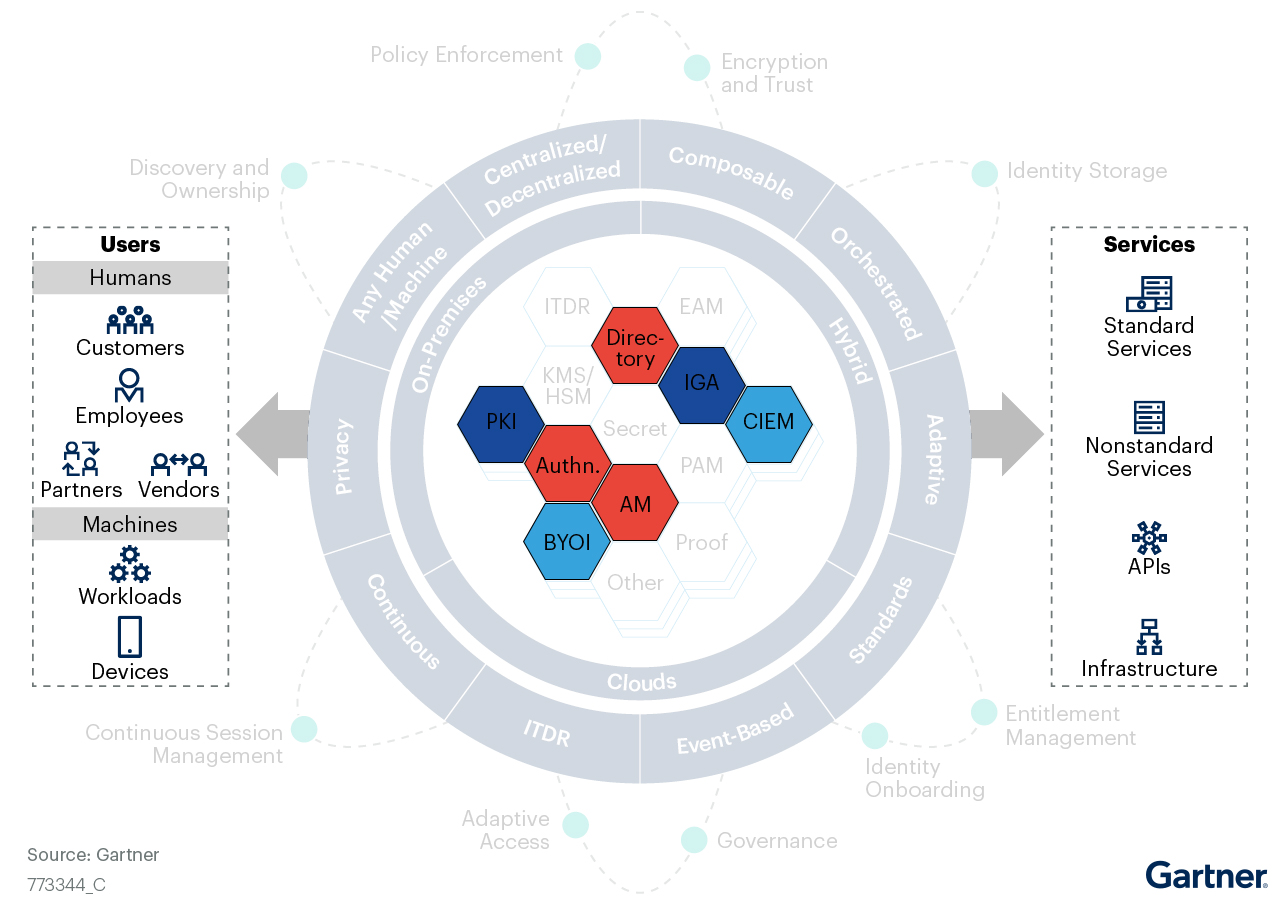 Policy Enforcement
Encryption
and Trust
Discovery and
Ownership
Identity Storage
Centralized/
Decentralized
Composable
Orchestrated
Adaptive
Standards
Event-Based
ITDR
Continuous
Privacy
Any Human
/Machine
On-Premises
Hybrid
Clouds
Users
Humans
Customers
Employees
Partners
Vendors
Machines
Workloads
Devices
ITDR
EAM
Direc-
tory
KMS/
HSM
IGA
PKI
CIEM
Secret
Authn.
PAM
AM
BYOI
Proof
Other
Services
Standard
Services
Nonstandard
Services
APIs
Infrastructure
Continuous Session
Management
Entitlement
Management
Identity
Onboarding
Adaptive
Access
Governance
Source: Gartner
773344_C
Gartner®